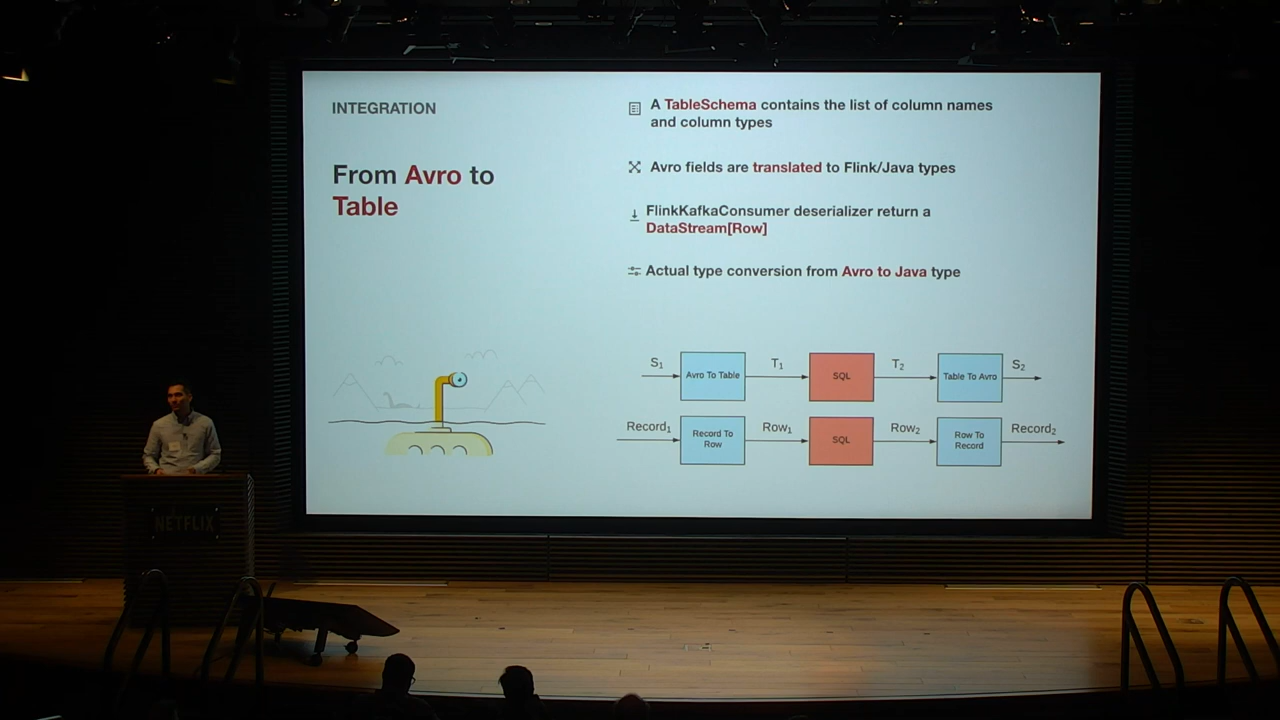 INTEGRATION
From Avro to
Table
A TableSchema contains the list of column names
and column types
Avro fields are translated to Flink/Java types
FlinkKafkaConsumer deserializer return a
DataStream[Row]
Actual type conversion from Avro to Java type
S1 Avro To Table T1 SQL T2 Table To Avro S2
Record1 Record To Row Row1 SQL Row2 Row To Record Record2
NETFLIX